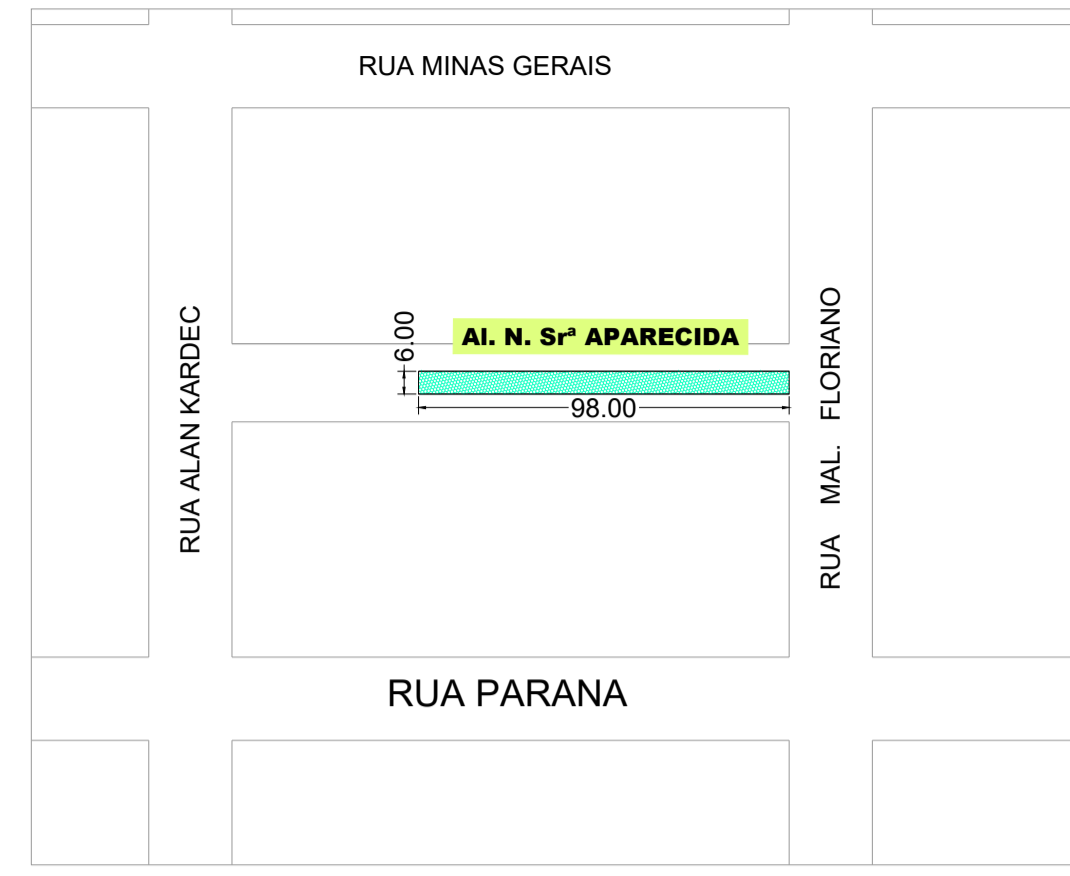 RUA MINAS GERAIS
Al. N. Srª APARECIDA
6.00
98.00
RUA ALAN KARDEC
RUA MAL. FLORIANO
RUA PARANA